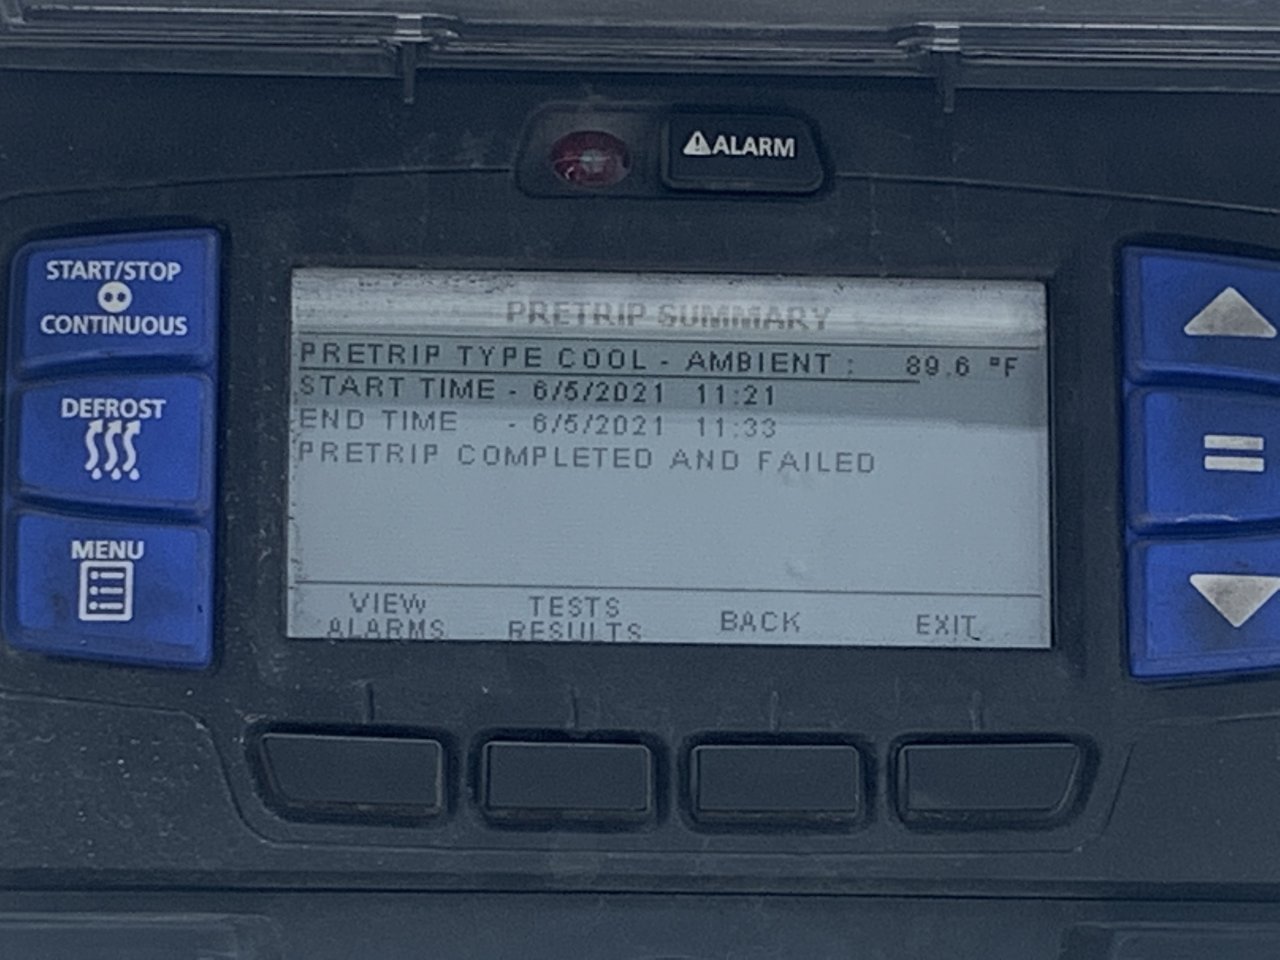 ALARM
START/STOP
CONTINUOUS
DEFROST
MENU
PRETRIP SUMMARY
PRETRIP TYPE COOL - AMBIENT : 89.6 °F
START TIME - 6/5/2021 11:21
END TIME - 6/5/2021 11:33
PRETRIP COMPLETED AND FAILED
VIEW ALARMS
TESTS RESULTS
BACK
EXIT